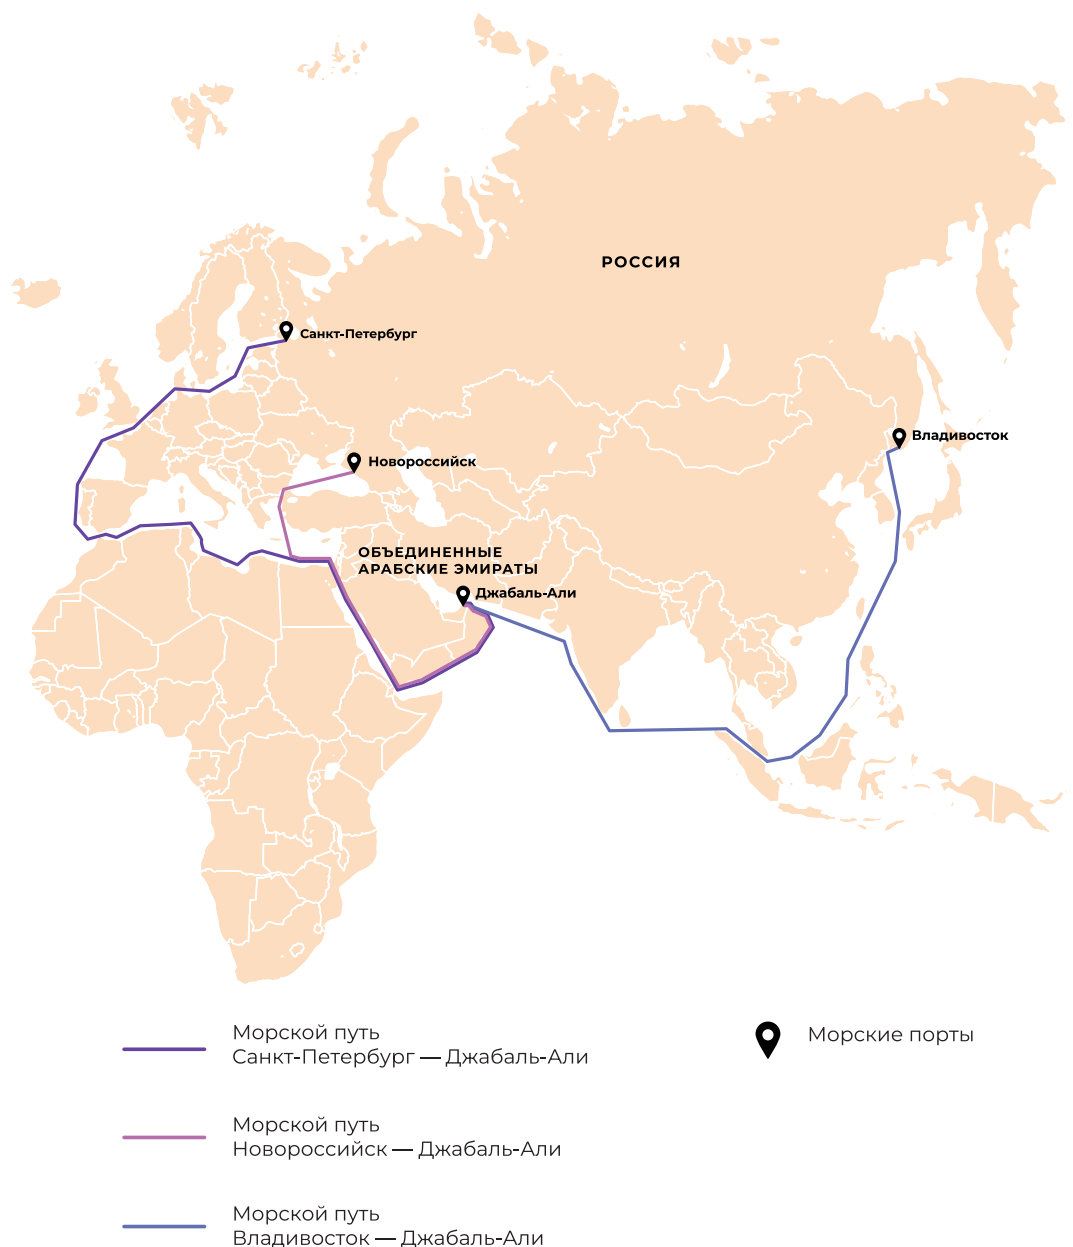 РОССИЯ
Санкт-Петербург
Владивосток
Новороссийск
ОБЪЕДИНЕННЫЕ
АРАБСКИЕ ЭМИРАТЫ
Джабаль-Али
Морской путь
Санкт-Петербург — Джабаль-Али
Морские порты
Морской путь
Новороссийск — Джабаль-Али
Морской путь
Владивосток — Джабаль-Али